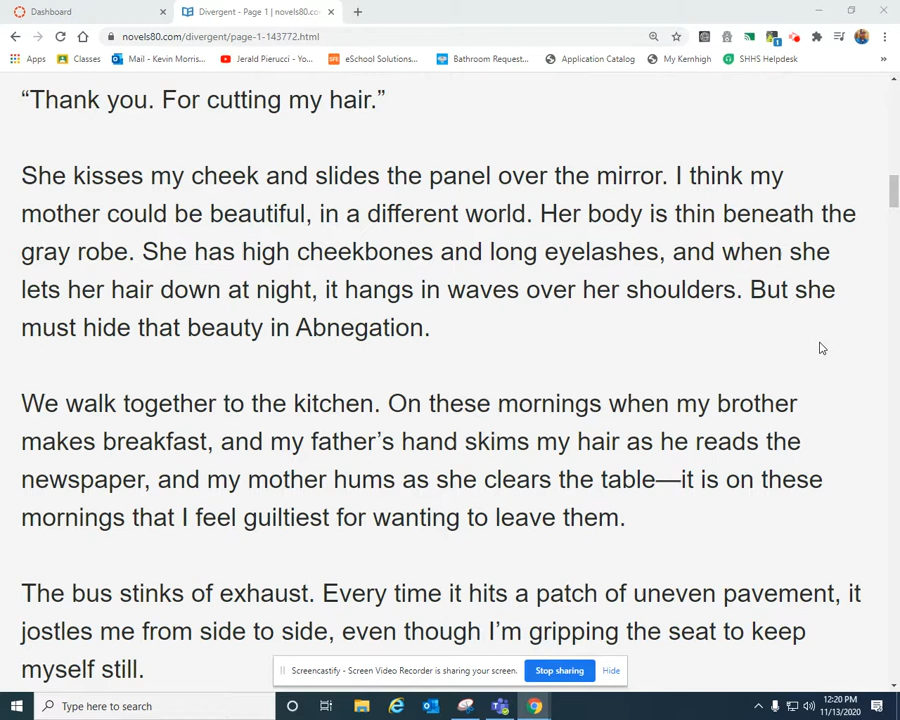 Dashboard
Divergent - Page 1 | novels80.co
novels80.com/divergent/page-1-143772.html
Apps
Classes
Mail - Kevin Morris...
Jerald Pierucci - Yo...
SFE
eSchool Solutions...
Bathroom Request...
Application Catalog
My Kernhigh
SHHS Helpdesk
“Thank you. For cutting my hair.”
She kisses my cheek and slides the panel over the mirror. I think my
mother could be beautiful, in a different world. Her body is thin beneath the
gray robe. She has high cheekbones and long eyelashes, and when she
lets her hair down at night, it hangs in waves over her shoulders. But she
must hide that beauty in Abnegation.
We walk together to the kitchen. On these mornings when my brother
makes breakfast, and my father’s hand skims my hair as he reads the
newspaper, and my mother hums as she clears the table—it is on these
mornings that I feel guiltiest for wanting to leave them.
The bus stinks of exhaust. Every time it hits a patch of uneven pavement, it
jostles me from side to side, even though I’m gripping the seat to keep
myself still.
Screencastify - Screen Video Recorder is sharing your screen.
Stop sharing
Hide
Type here to search
12:20 PM
11/13/2020